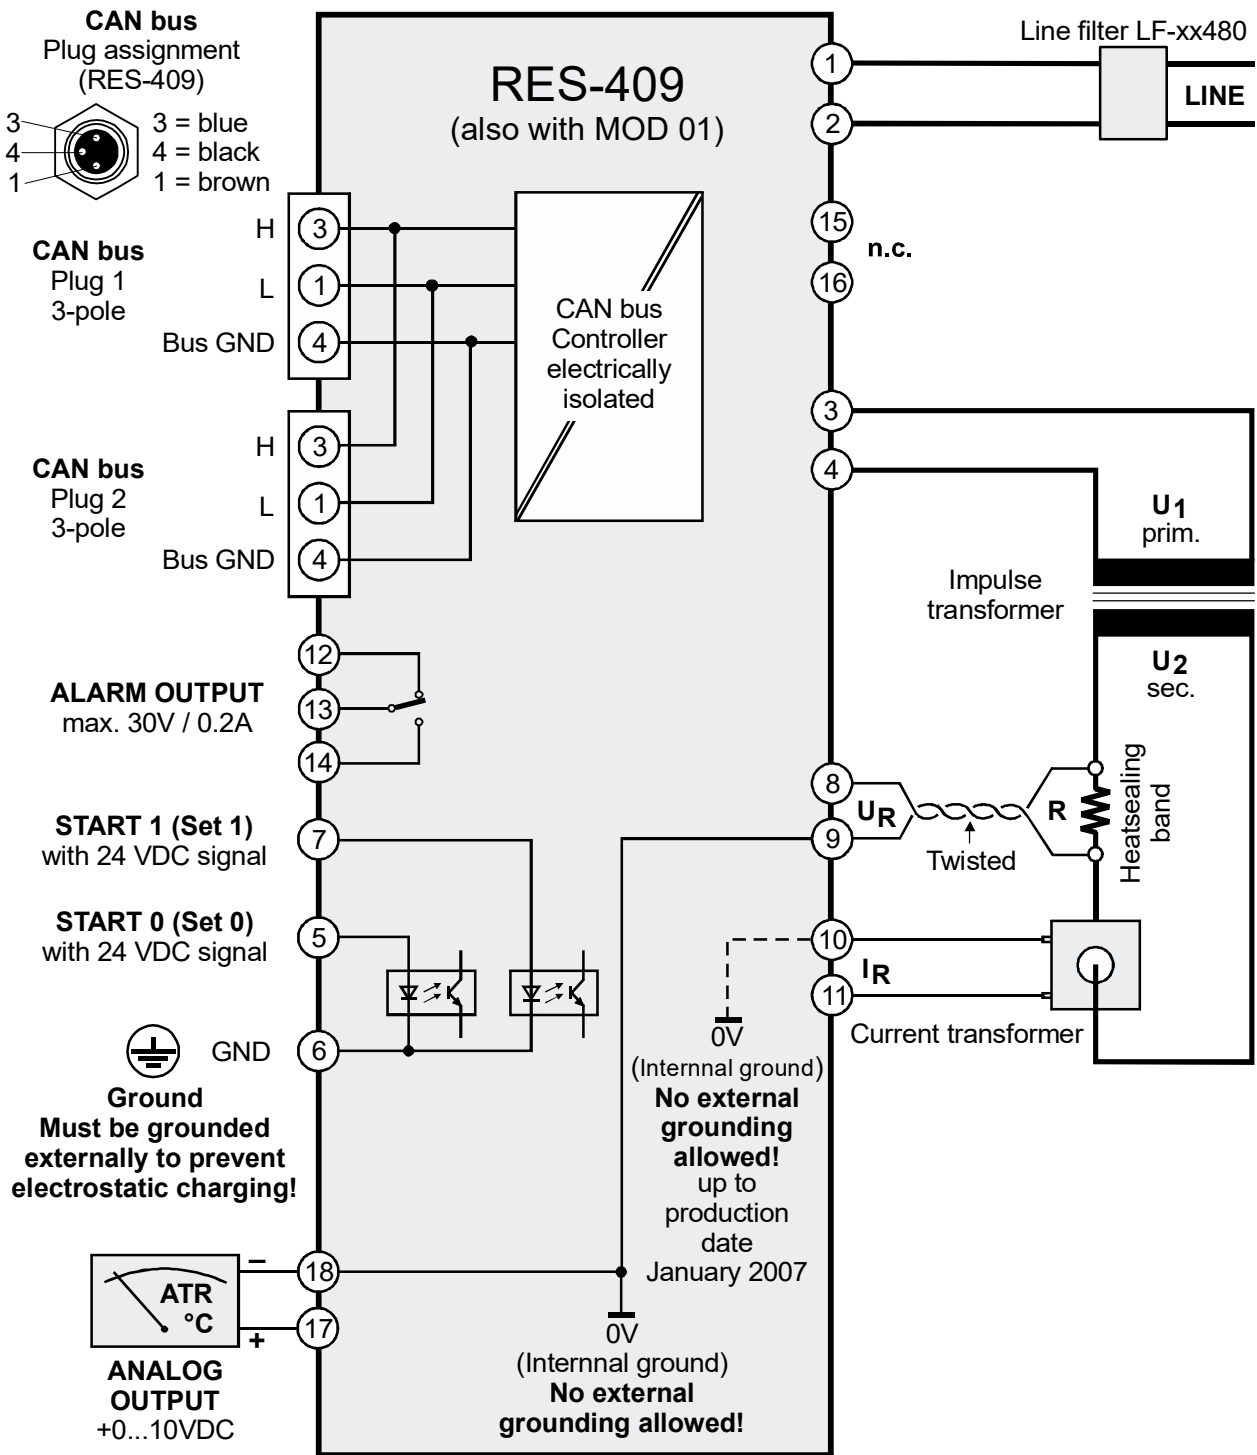 CAN bus
Plug assignment
(RES-409)
3
4
1
3 = blue
4 = black
1 = brown
RES-409
(also with MOD 01)
Line filter LF-xx480
1
2
LINE
CAN bus
Plug 1
3-pole
H
L
Bus GND
3
1
4
CAN bus
Controller
electrically
isolated
15
16
n.c.
CAN bus
Plug 2
3-pole
H
L
Bus GND
3
1
4
3
4
U1
prim.
Impulse
transformer
U2
sec.
ALARM OUTPUT
max. 30V / 0.2A
12
13
14
8
9
UR
Twisted
R
Heatsealing
band
START 1 (Set 1)
with 24 VDC signal
7
START 0 (Set 0)
with 24 VDC signal
5
10
11
IR
Current transformer
GND
6
Ground
Must be grounded
externally to prevent
electrostatic charging!
0V
(Internnal ground)
No external
grounding
allowed!
up to
production
date
January 2007
ATR
°C
–
+
18
17
ANALOG
OUTPUT
+0...10VDC
0V
(Internnal ground)
No external
grounding allowed!